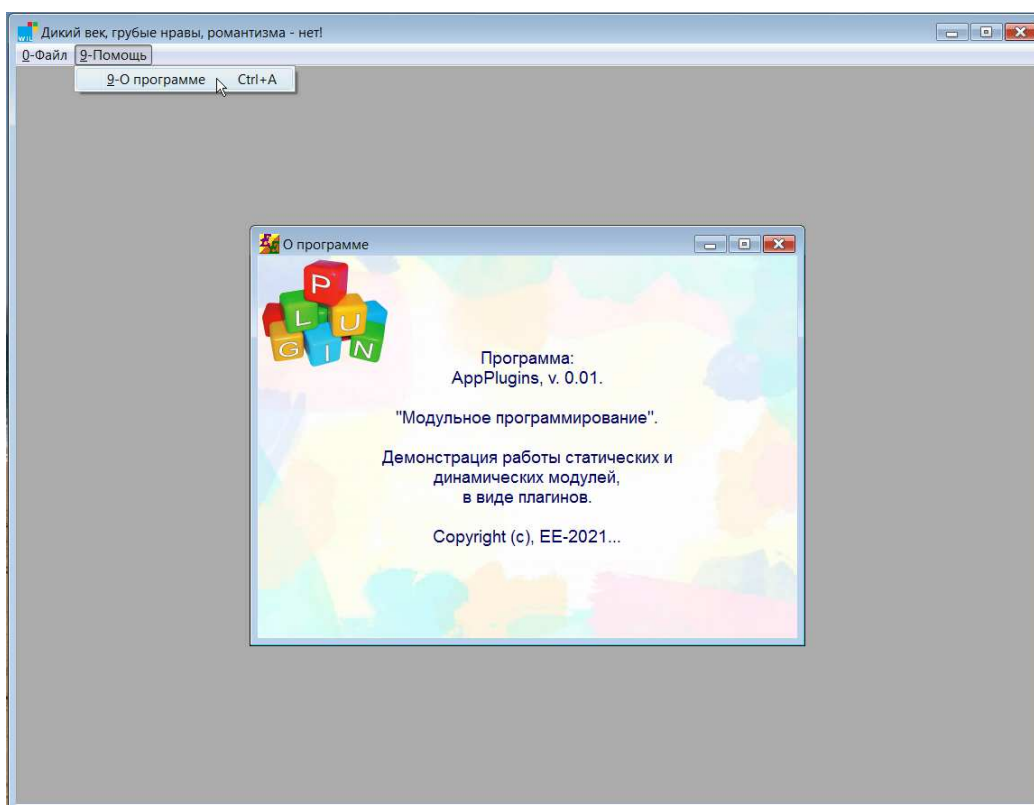 Дикий век, грубые нравы, романтизма - нет!
0-Файл 9-Помощь
9-О программе Ctrl+A
О программе
P
L U
G I N
Программа:
AppPlugins, v. 0.01.
"Модульное программирование".
Демонстрация работы статических и
динамических модулей,
в виде плагинов.
Copyright (c), EE-2021...